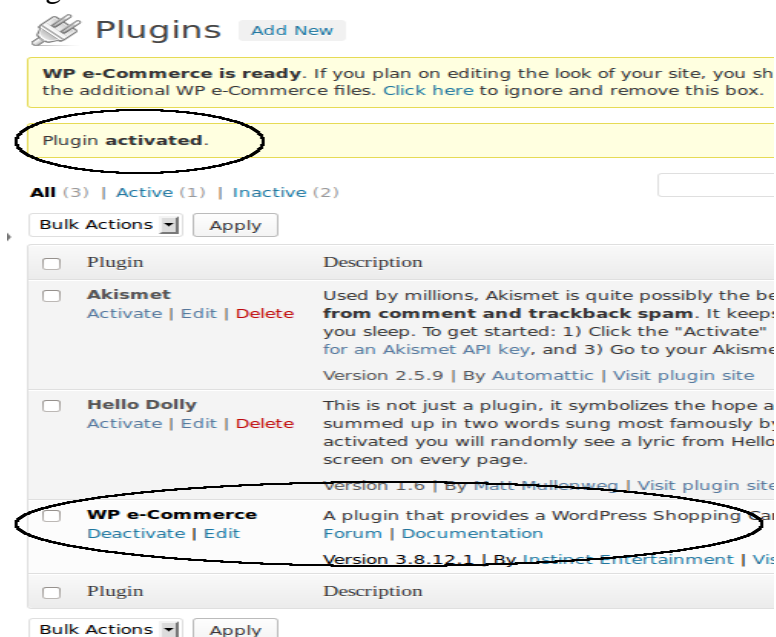 Plugins Add New
WP e-Commerce is ready. If you plan on editing the look of your site, you sh
the additional WP e-Commerce files. Click here to ignore and remove this box.
Plugin activated.
All (3) | Active (1) | Inactive (2)
Bulk Actions Apply
Plugin Description
Akismet Used by millions, Akismet is quite possibly the be
Activate | Edit | Delete from comment and trackback spam. It keeps
you sleep. To get started: 1) Click the "Activate"
for an Akismet API key, and 3) Go to your Akisme
Version 2.5.9 | By Automattic | Visit plugin site
Hello Dolly This is not just a plugin, it symbolizes the hope a
Activate | Edit | Delete summed up in two words sung most famously by
activated you will randomly see a lyric from Hello
screen on every page.
Version 1.6 | By Matt Mullenweg | Visit plugin site
WP e-Commerce A plugin that provides a WordPress Shopping Car
Deactivate | Edit Forum | Documentation
Version 3.8.12.1 | By Instinct Entertainment | Vis
Plugin Description
Bulk Actions Apply